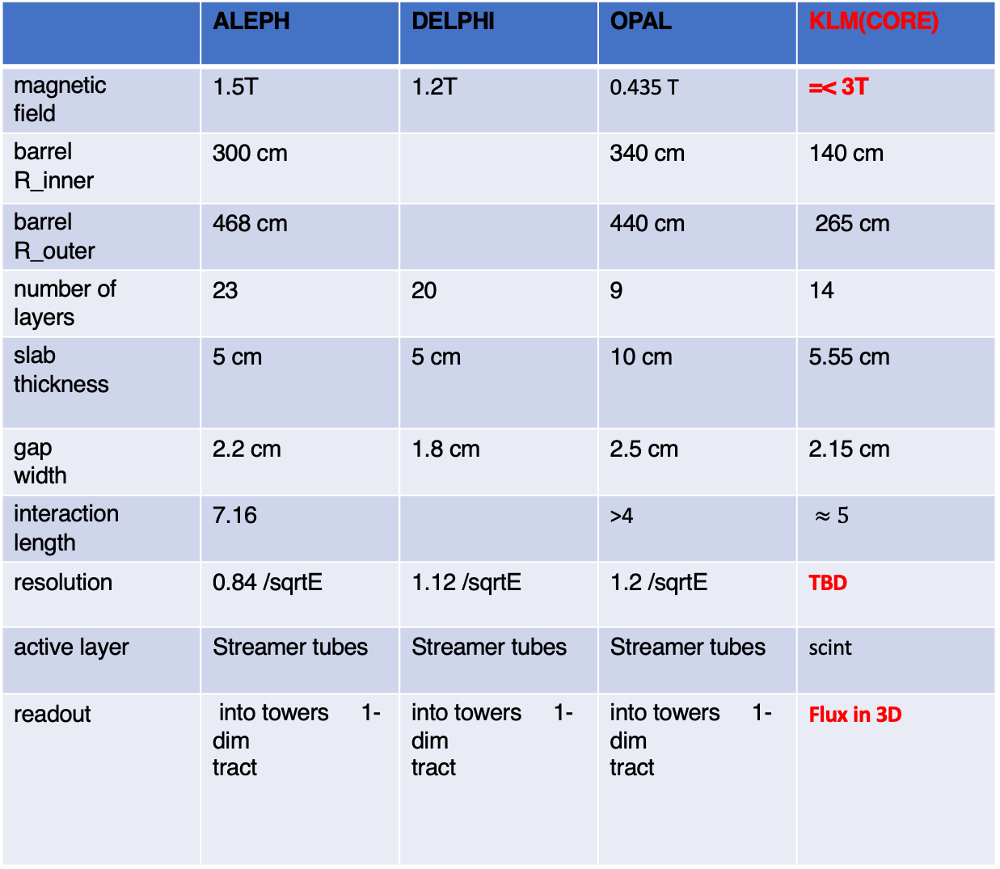 ALEPH DELPHI OPAL KLM(CORE)
magnetic 1.5T 1.2T 0.435 T =< 3T
field
barrel 300 cm 340 cm 140 cm
R_inner
barrel 468 cm 440 cm 265 cm
R_outer
number of 23 20 9 14
layers
slab 5 cm 5 cm 10 cm 5.55 cm
thickness
gap 2.2 cm 1.8 cm 2.5 cm 2.15 cm
width
interaction 7.16 >4 ≈ 5
length
resolution 0.84 /sqrtE 1.12 /sqrtE 1.2 /sqrtE TBD
active layer Streamer tubes Streamer tubes Streamer tubes scint
readout into towers 1- into towers 1- into towers 1- Flux in 3D
dim dim dim
tract tract tract